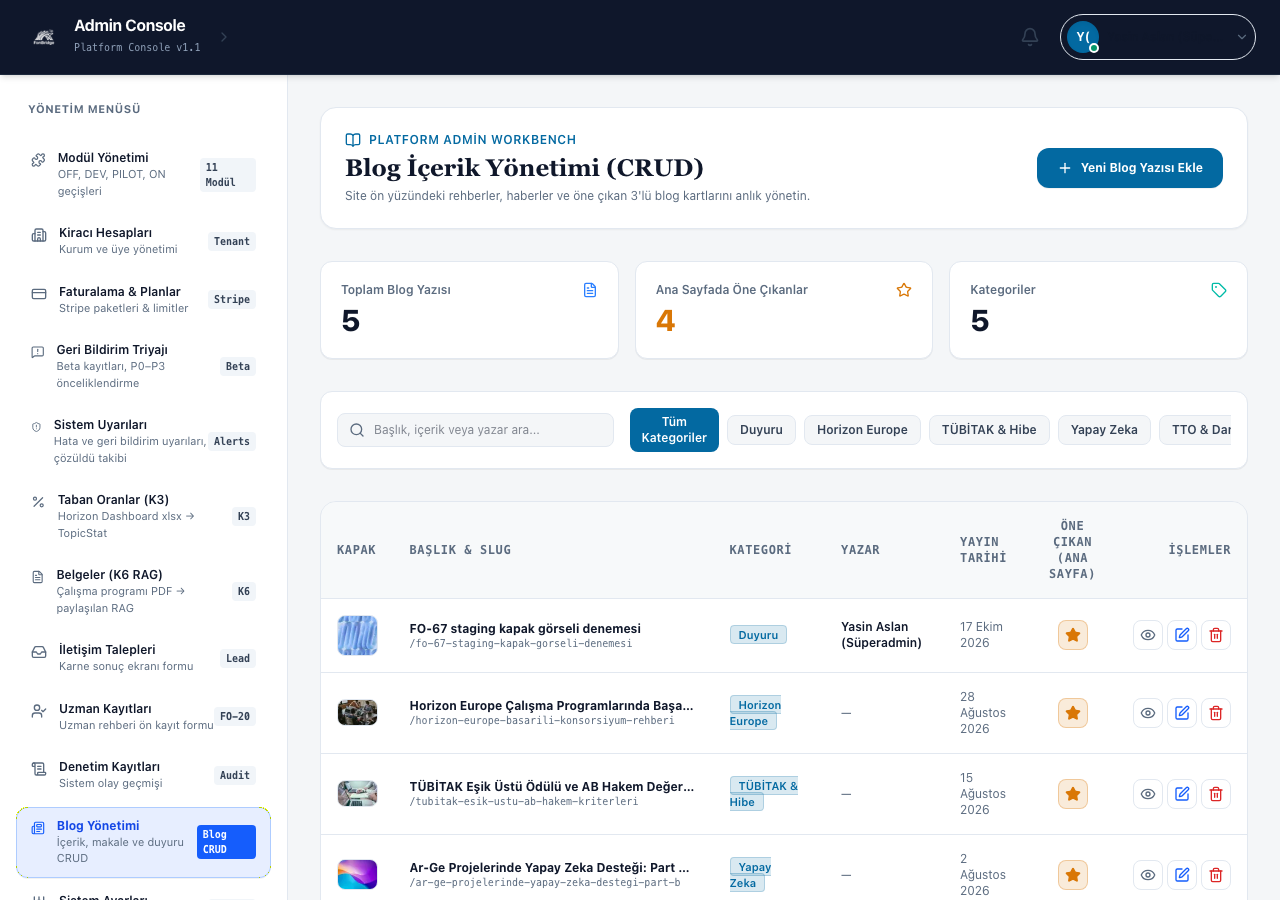 Admin Console
Platform Console v1.1
Y(
YÖNETİM MENÜSÜ
Modül Yönetimi
OFF, DEV, PILOT, ON
geçişleri
11
Modül
Kiracı Hesapları
Kurum ve üye yönetimi
Tenant
Faturalama & Planlar
Stripe paketleri & limitler
Stripe
Geri Bildirim Triyajı
Beta kayıtları, P0–P3
önceliklendirme
Beta
Sistem Uyarıları
Hata ve geri bildirim uyarıları,
çözüldü takibi
Alerts
Taban Oranlar (K3)
Horizon Dashboard xlsx →
TopicStat
K3
Belgeler (K6 RAG)
Çalışma programı PDF →
paylaşılan RAG
K6
İletişim Talepleri
Karne sonuç ekranı formu
Lead
Uzman Kayıtları
Uzman rehberi ön kayıt formu
FO-20
Denetim Kayıtları
Sistem olay geçmişi
Audit
Blog Yönetimi
İçerik, makale ve duyuru
CRUD
Blog
CRUD
Sistem Ayarları
PLATFORM ADMİN WORKBENCH
Blog İçerik Yönetimi (CRUD)
Site ön yüzündeki rehberler, haberler ve öne çıkan 3'lü blog kartlarını anlık yönetin.
Yeni Blog Yazısı Ekle
Toplam Blog Yazısı
5
Ana Sayfada Öne Çıkanlar
4
Kategoriler
5
Başlık, içerik veya yazar ara...
Tüm
Kategoriler
Duyuru
Horizon Europe
TÜBİTAK & Hibe
Yapay Zeka
TTO & Dan
KAPAK
BAŞLIK & SLUG
KATEGORİ
YAZAR
YAYIN
TARİHİ
ÖNE
ÇIKAN
(ANA
SAYFA)
İŞLEMLER
FO-67 staging kapak görseli denemesi
/fo-67-staging-kapak-gorseli-denemesi
Duyuru
Yasin Aslan
(Süperadmin)
17 Ekim
2026
Horizon Europe Çalışma Programlarında Başa...
/horizon-europe-basarili-konsorsiyum-rehberi
Horizon
Europe
—
28
Ağustos
2026
TÜBİTAK Eşik Üstü Ödülü ve AB Hakem Değer...
/tubitak-esik-ustu-ab-hakem-kriterleri
TÜBİTAK &
Hibe
—
15
Ağustos
2026
Ar-Ge Projelerinde Yapay Zeka Desteği: Part ...
/ar-ge-projelerinde-yapay-zeka-destegi-part-b
Yapay
Zeka
—
2
Ağustos
2026